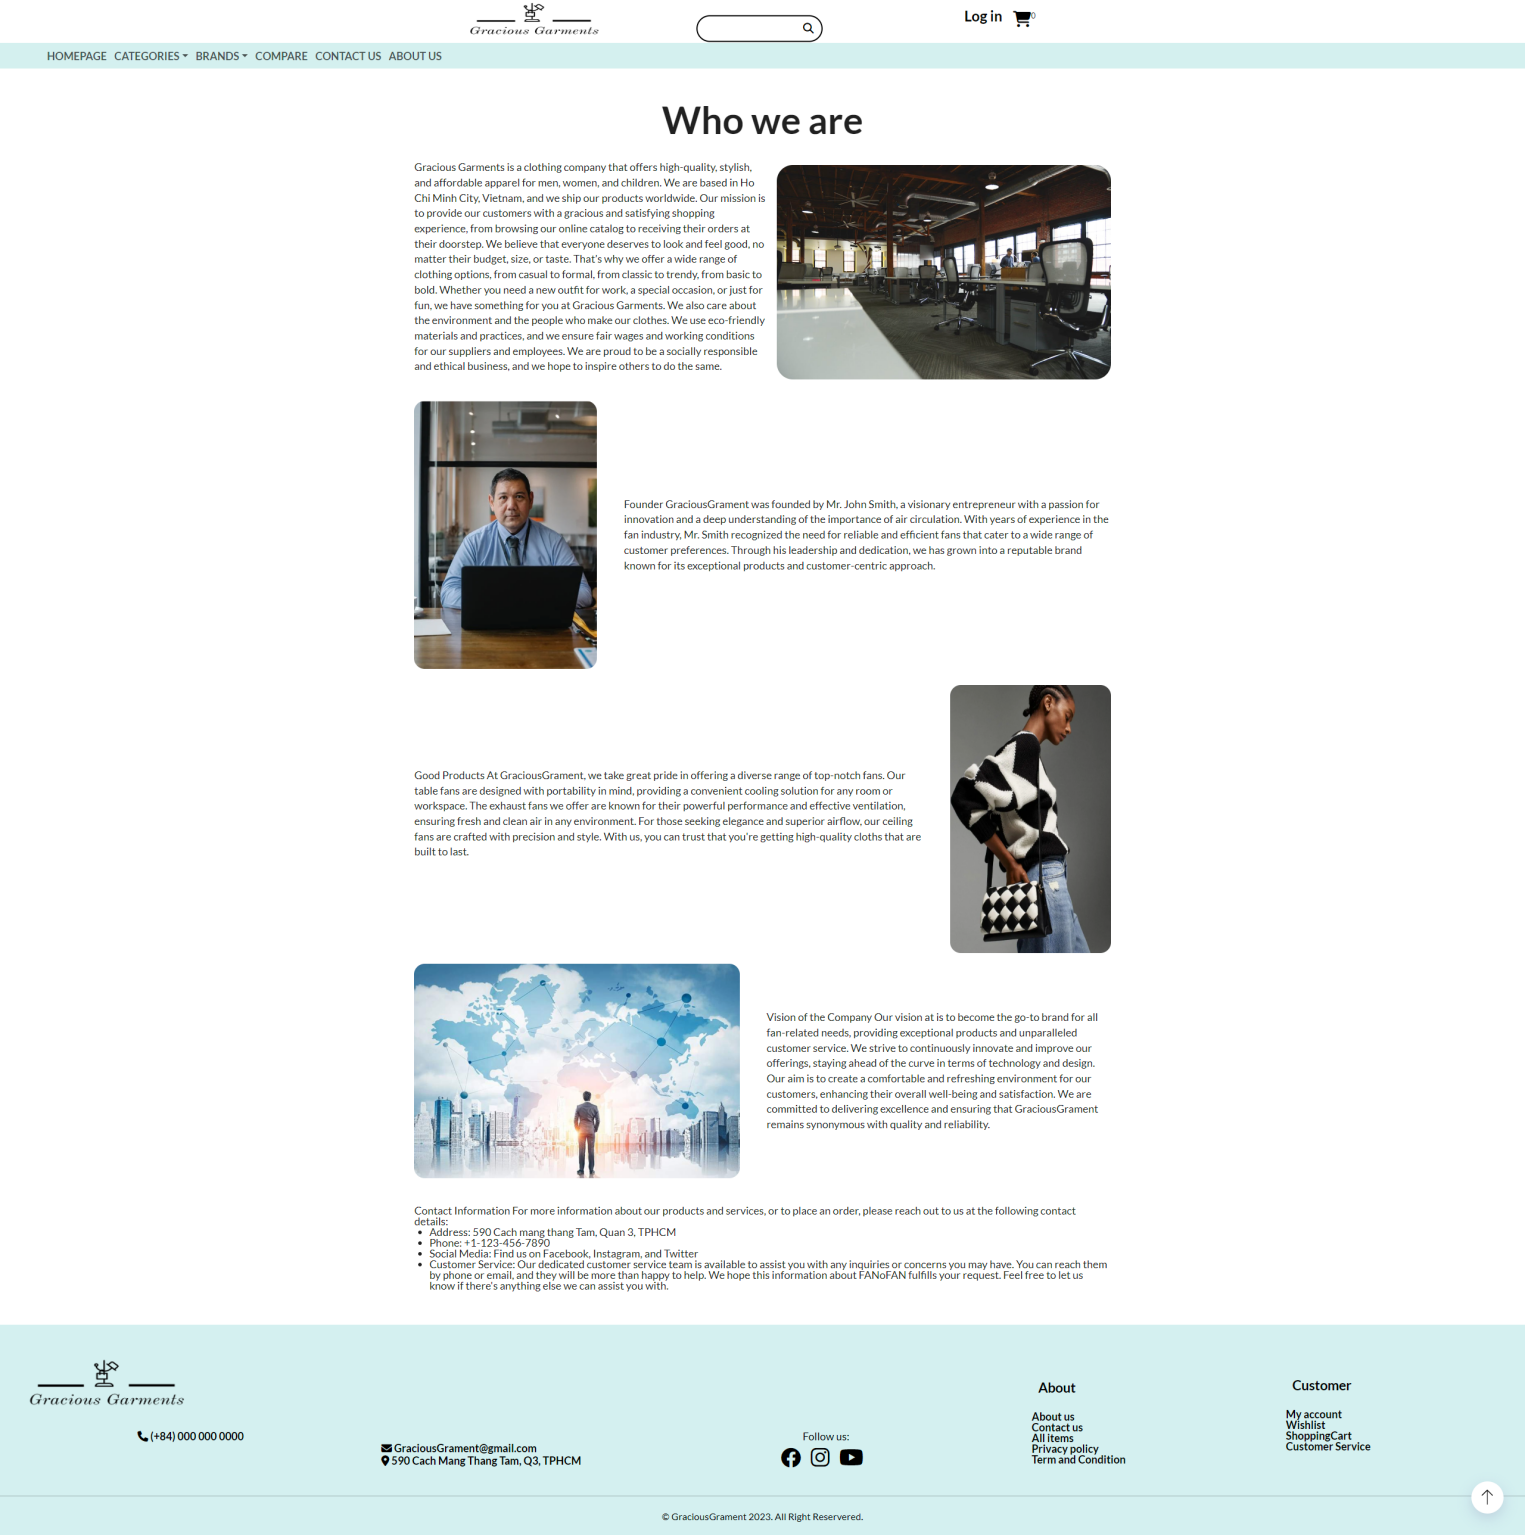 Gracious Garments
Log in
0
HOMEPAGE CATEGORIES BRANDS COMPARE CONTACT US ABOUT US
Who we are
Gracious Garments is a clothing company that offers high-quality, stylish,
and affordable apparel for men, women, and children. We are based in Ho
Chi Minh City, Vietnam, and we ship our products worldwide. Our mission is
to provide our customers with a gracious and satisfying shopping
experience, from browsing our online catalog to receiving their orders at
their doorstep. We believe that everyone deserves to look and feel good, no
matter their budget, size, or taste. That's why we offer a wide range of
clothing options, from casual to formal, from classic to trendy, from basic to
bold. Whether you need a new outfit for work, a special occasion, or just for
fun, we have something for you at Gracious Garments. We also care about
the environment and the people who make our clothes. We use eco-friendly
materials and practices, and we ensure fair wages and working conditions
for our suppliers and employees. We are proud to be a socially responsible
and ethical business, and we hope to inspire others to do the same.
Founder GraciousGrament was founded by Mr. John Smith, a visionary entrepreneur with a passion for
innovation and a deep understanding of the importance of air circulation. With years of experience in the
fan industry, Mr. Smith recognized the need for reliable and efficient fans that cater to a wide range of
customer preferences. Through his leadership and dedication, we has grown into a reputable brand
known for its exceptional products and customer-centric approach.
Good Products At GraciousGrament, we take great pride in offering a diverse range of top-notch fans. Our
table fans are designed with portability in mind, providing a convenient cooling solution for any room or
workspace. The exhaust fans we offer are known for their powerful performance and effective ventilation,
ensuring fresh and clean air in any environment. For those seeking elegance and superior airflow, our ceiling
fans are crafted with precision and style. With us, you can trust that you're getting high-quality cloths that are
built to last.
Vision of the Company Our vision at is to become the go-to brand for all
fan-related needs, providing exceptional products and unparalleled
customer service. We strive to continuously innovate and improve our
offerings, staying ahead of the curve in terms of technology and design.
Our aim is to create a comfortable and refreshing environment for our
customers, enhancing their overall well-being and satisfaction. We are
committed to delivering excellence and ensuring that GraciousGrament
remains synonymous with quality and reliability.
Contact Information For more information about our products and services, or to place an order, please reach out to us at the following contact
details:
• Address: 590 Cach mang thang Tam, Quan 3, TPHCM
• Phone: +1-123-456-7890
• Social Media: Find us on Facebook, Instagram, and Twitter
• Customer Service: Our dedicated customer service team is available to assist you with any inquiries or concerns you may have. You can reach them
by phone or email, and they will be more than happy to help. We hope this information about FANoFAN fulfills your request. Feel free to let us
know if there's anything else we can assist you with.
Gracious Garments
(+84) 000 000 0000
GraciousGrament@gmail.com
590 Cach Mang Thang Tam, Q3, TPHCM
Follow us:
About
About us
Contact us
All items
Privacy policy
Term and Condition
Customer
My account
Wishlist
ShoppingCart
Customer Service
© GraciousGrament 2023. All Right Reservered.